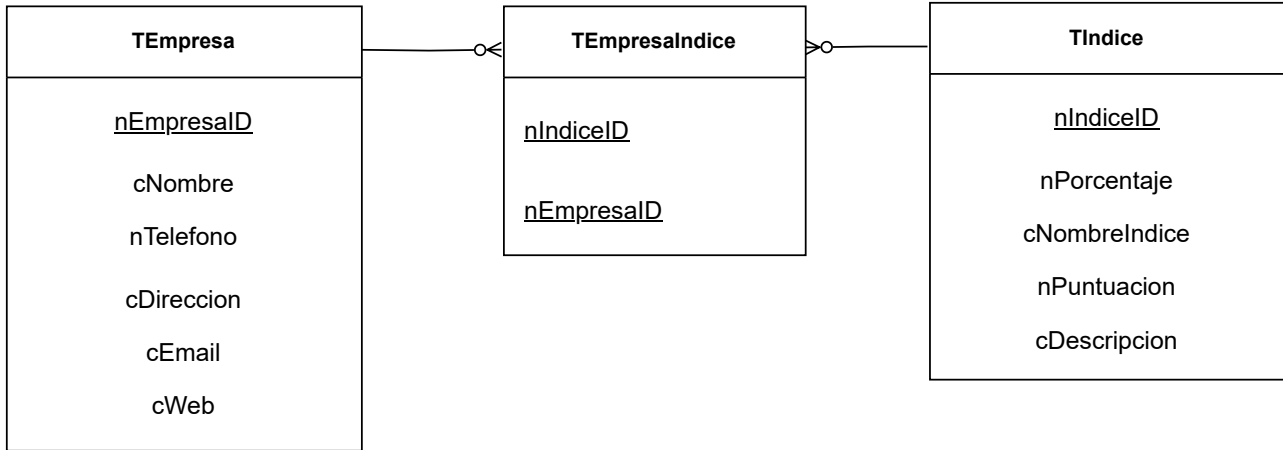 TEmpresa
nEmpresaID
cNombre
nTelefono
cDireccion
cEmail
cWeb
TEmpresaIndice
nIndiceID
nEmpresaID
TIndice
nIndiceID
nPorcentaje
cNombreIndice
nPuntuacion
cDescripcion